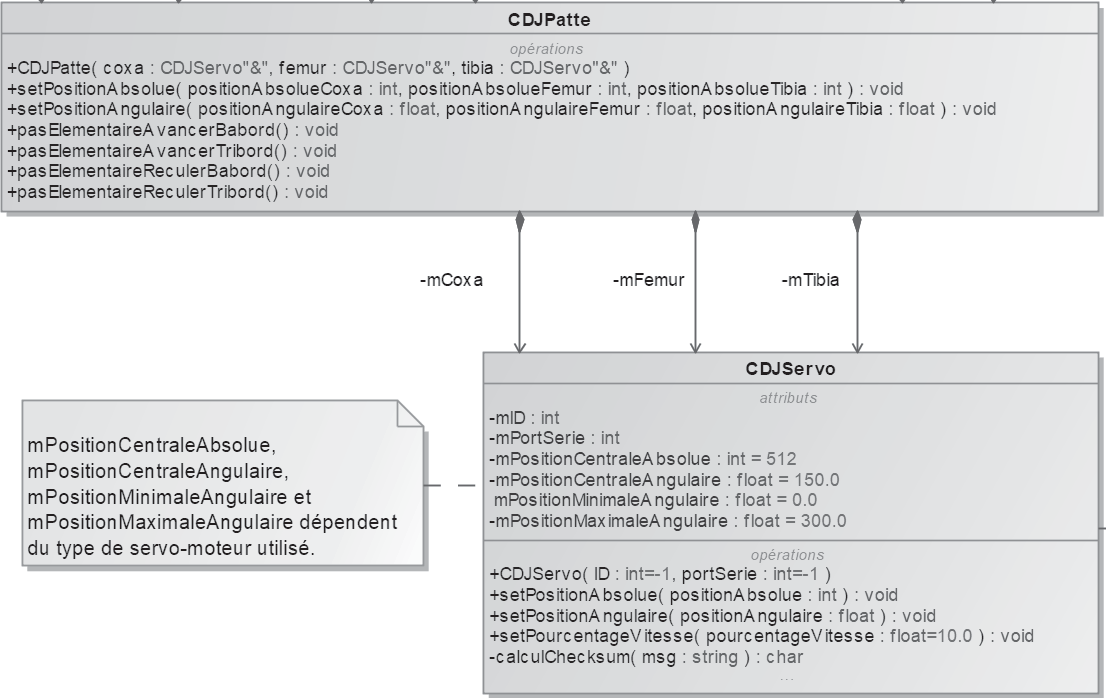 CDJPatte
opérations
+CDJPatte( coxa : CDJServo"&", femur : CDJServo"&", tibia : CDJServo"&" )
+setPositionAbsolue( positionAbsolueCoxa : int, positionAbsolueFemur : int, positionAbsolueTibia : int ) : void
+setPositionAngulaire( positionAngulaireCoxa : float, positionAngulaireFemur : float, positionAngulaireTibia : float ) : void
+pasElementaireAvancerBabord() : void
+pasElementaireAvancerTribord() : void
+pasElementaireReculerBabord() : void
+pasElementaireReculerTribord() : void
-mCoxa
-mFemur
-mTibia
mPositionCentraleAbsolue,
mPositionCentraleAngulaire,
mPositionMinimaleAngulaire et
mPositionMaximaleAngulaire dépendent
du type de servo-moteur utilisé.
CDJServo
attributs
-mID : int
-mPortSerie : int
-mPositionCentraleAbsolue : int = 512
-mPositionCentraleAngulaire : float = 150.0
mPositionMinimaleAngulaire : float = 0.0
-mPositionMaximaleAngulaire : float = 300.0
opérations
+CDJServo( ID : int=-1, portSerie : int=-1 )
+setPositionAbsolue( positionAbsolue : int ) : void
+setPositionAngulaire( positionAngulaire : float ) : void
+setPourcentageVitesse( pourcentageVitesse : float=10.0 ) : void
-calculChecksum( msg : string ) : char
...